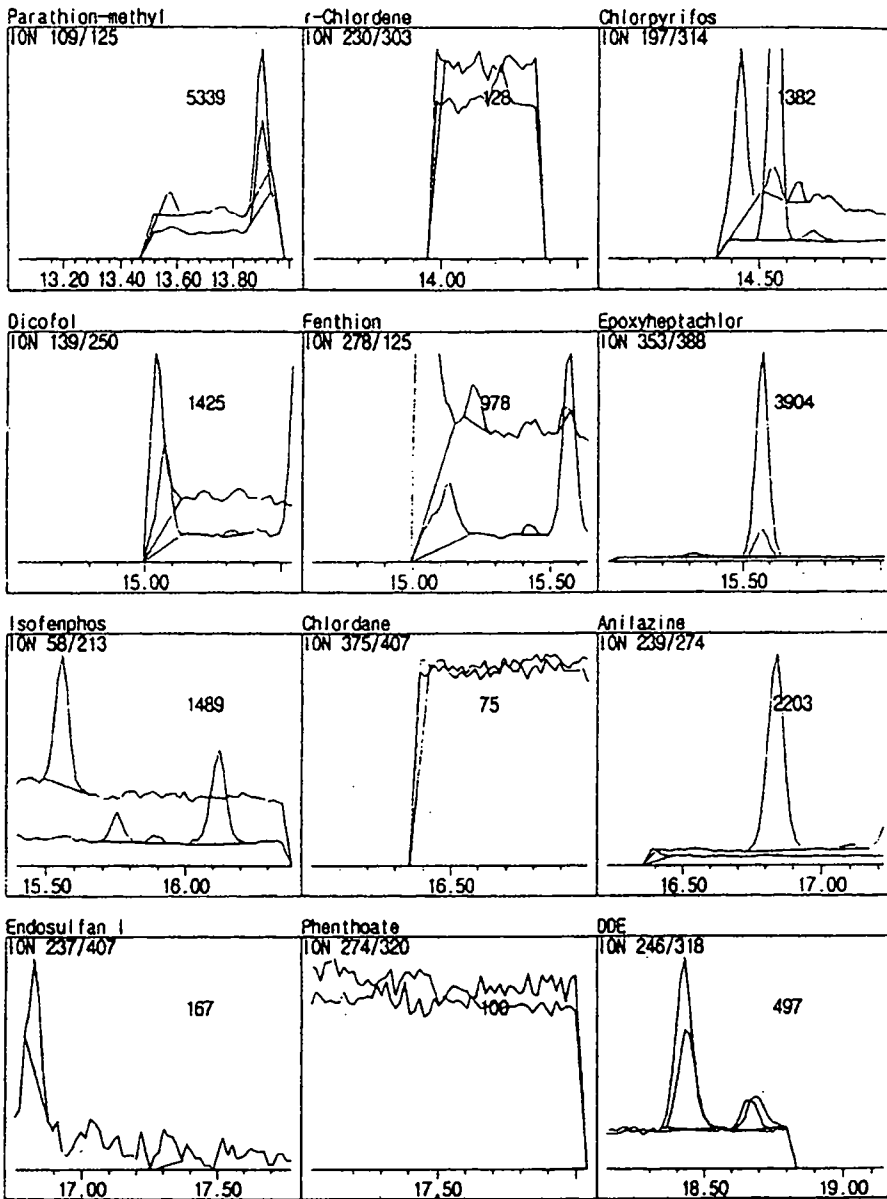 Parathion-methyl
ION 109/125
5339
13.20 13.40 13.60 13.80
r-Chlordene
ION 230/303
128
14.00
Chlorpyrifos
ION 197/314
1382
14.50
Dicofol
ION 139/250
1425
15.00
Fenthion
ION 278/125
978
15.00 15.50
Epoxyheptachlor
ION 353/388
3904
15.50
Isofenphos
ION 58/213
1489
15.50 16.00
Chlordane
ION 375/407
75
16.50
Anilazine
ION 239/274
2203
16.50 17.00
Endosulfan I
ION 237/407
167
17.00 17.50
Phenthoate
ION 274/320
100
17.50
DDE
ION 246/318
497
18.50 19.00